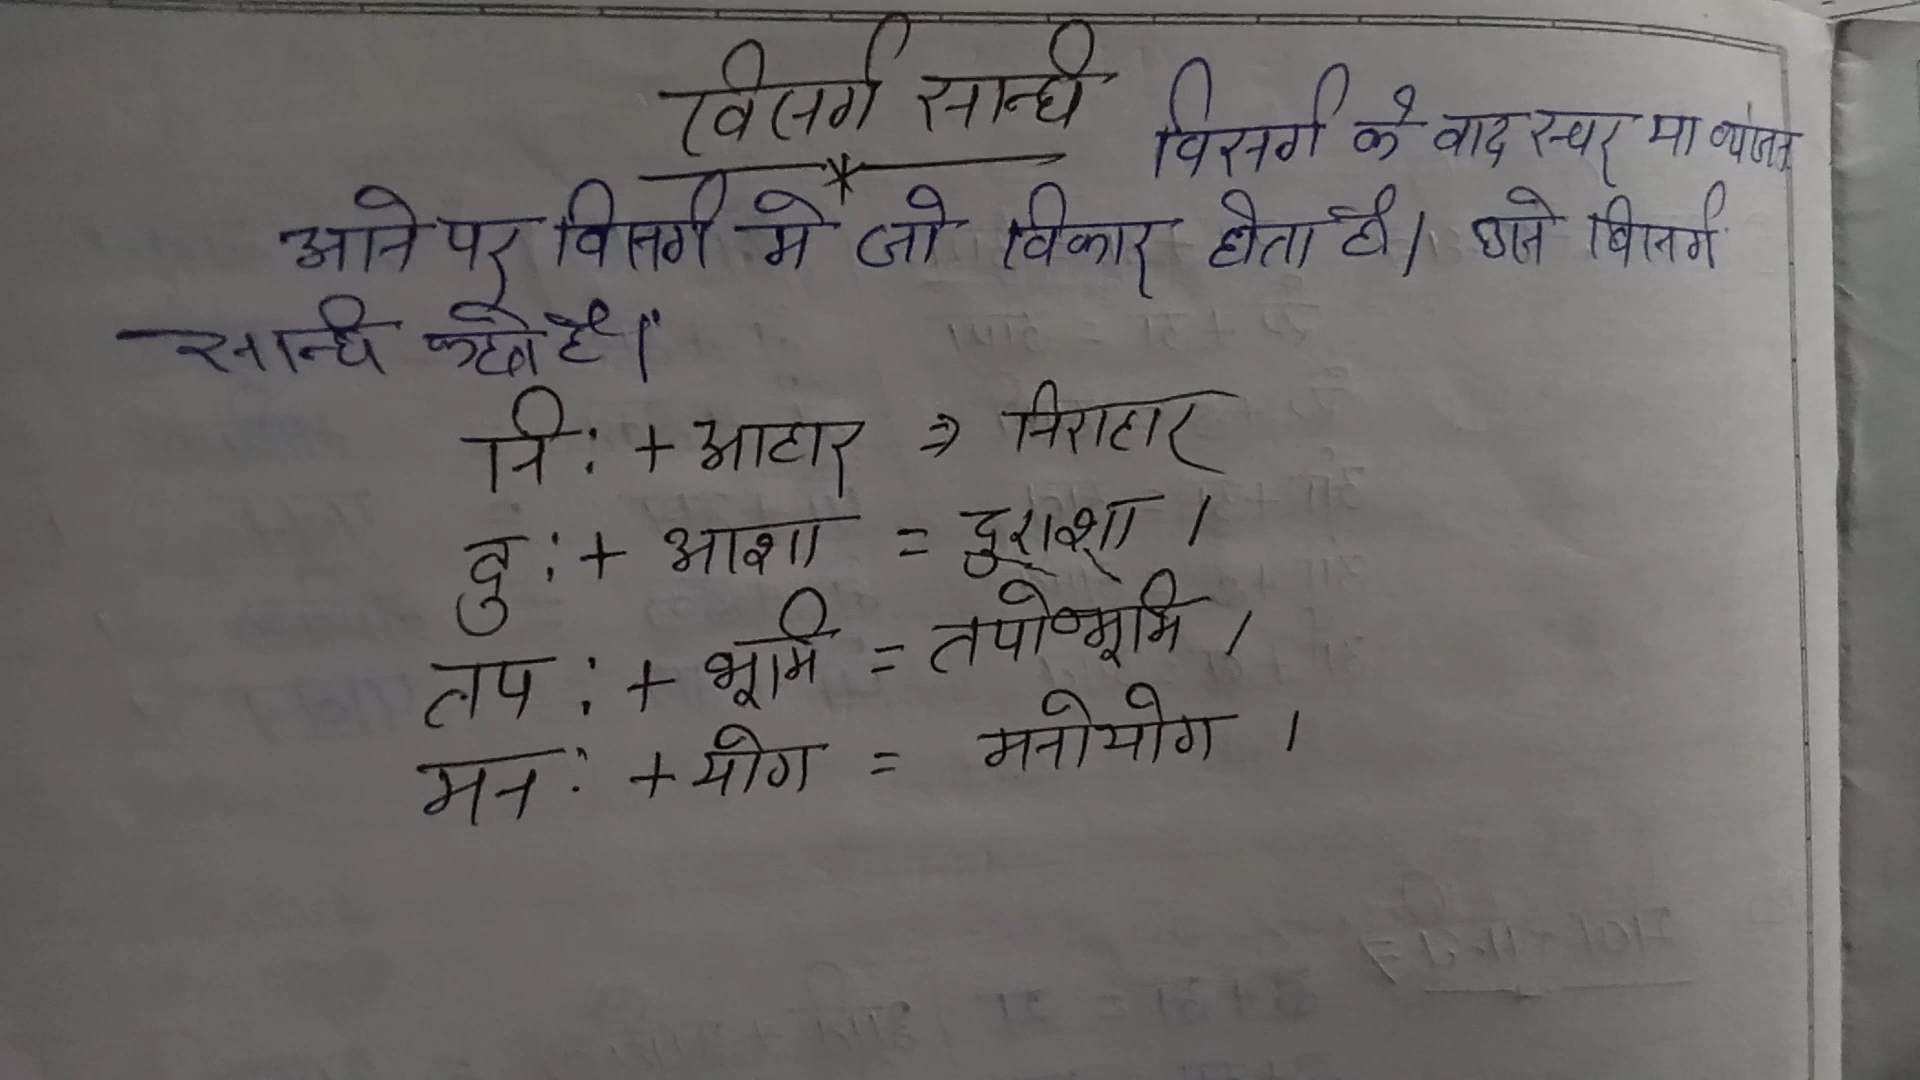 विसर्ग सन्धि
विसर्ग के वाद स्वर या व्यंजन
आने पर विसर्ग मे जो विकार होता है। उसे विसर्ग
सन्धि कहते है।
नि: + आहार ⇒ निराहार
दु: + आशा = दुराशा ।
तप: + भूमि = तपोभूमि ।
मन: + योग = मनोयोग ।